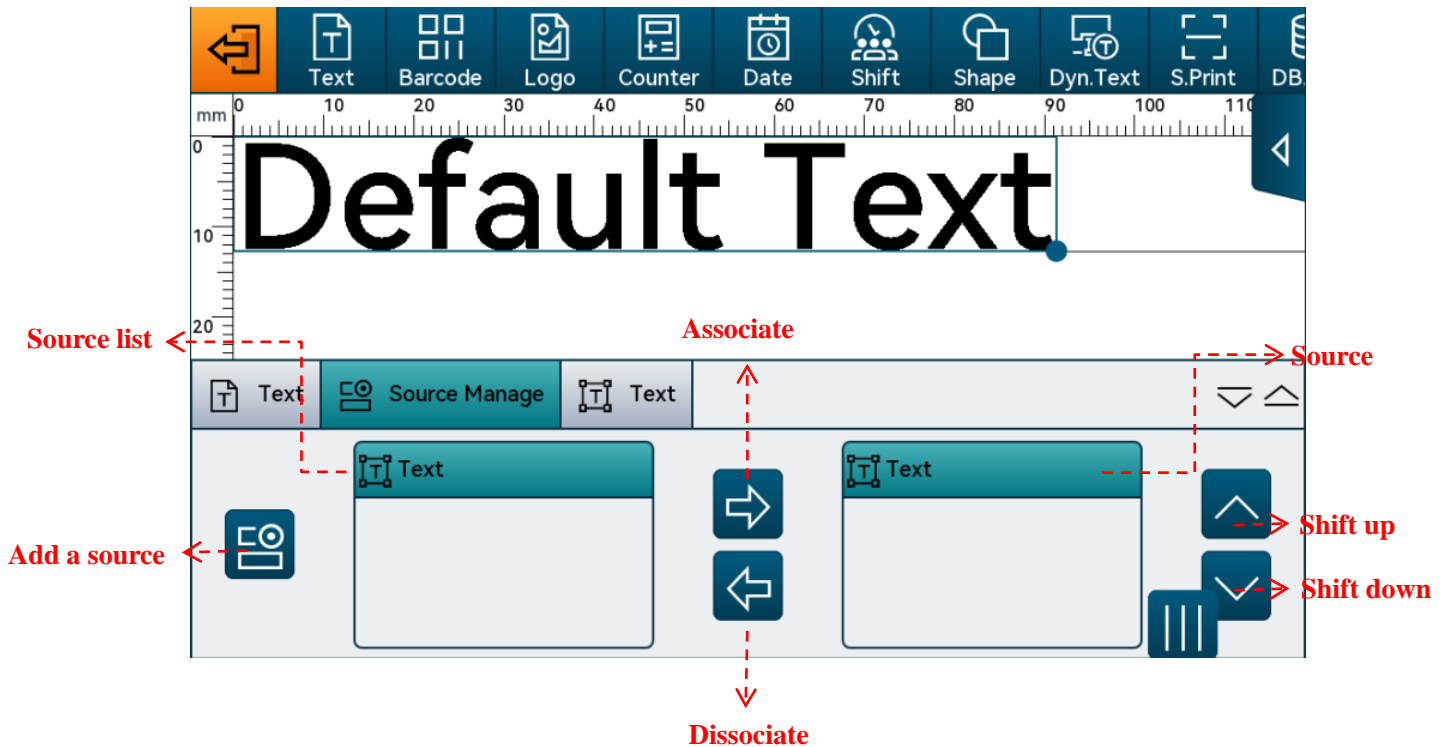 Text Barcode Logo Counter Date Shift Shape Dyn.Text S.Print DB.
mm 0 10 20 30 40 50 60 70 80 90 100 110
0
Default Text
10
20
Source list
Associate
Source
Text Source Manage Text
Text Text
Shift up
Add a source
Shift down
Dissociate